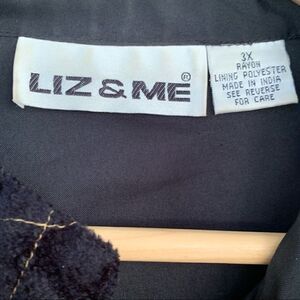 LIZ & ME®
3X
RAYON
LINING POLYESTER
MADE IN INDIA
SEE REVERSE
FOR CARE